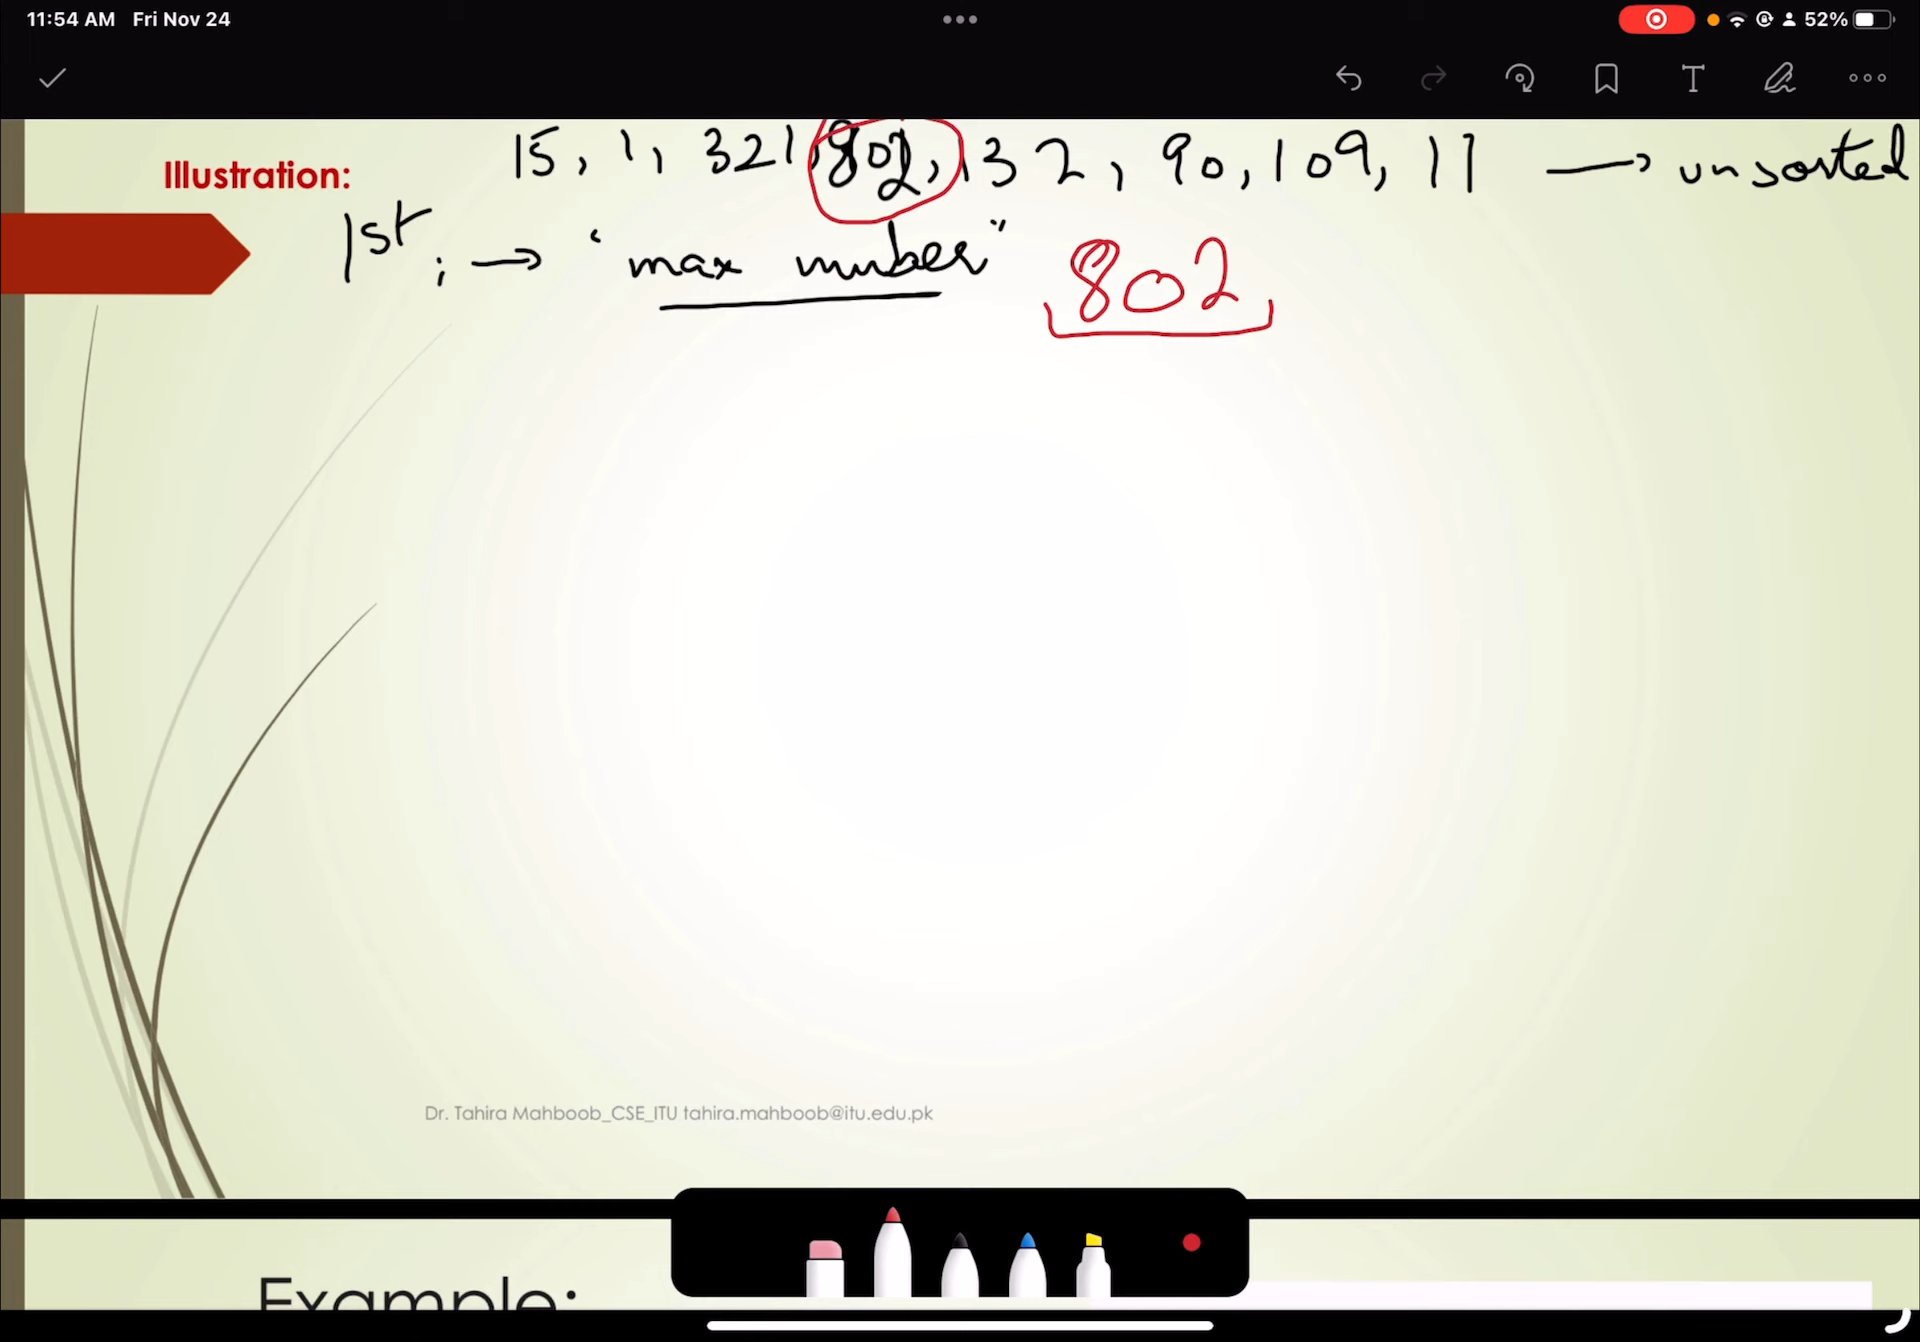 11:54 AM Fri Nov 24
52%
T
Illustration: 15, 1, 321, 802, 132, 90, 109, 11 → unsorted
1st ; → "max number" 802
Dr. Tahira Mahboob_CSE_ITU tahira.mahboob@itu.edu.pk
Example: